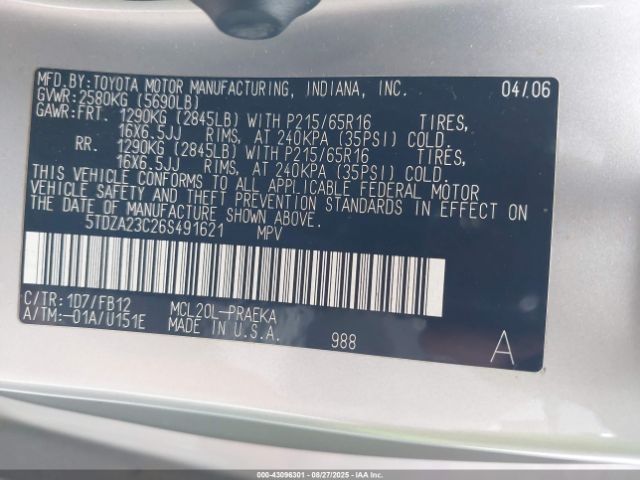 MFD.BY:TOYOTA MOTOR MANUFACTURING, INDIANA, INC. 04/06
GVWR: 2580KG (5690LB)
GAWR:FRT. 1290KG (2845LB) WITH P215/65R16 TIRES,
16X6.5JJ RIMS, AT 240KPA (35PSI) COLD.
RR. 1290KG (2845LB) WITH P215/65R16 TIRES,
16X6.5JJ RIMS, AT 240KPA (35PSI) COLD.
THIS VEHICLE CONFORMS TO ALL APPLICABLE FEDERAL MOTOR
VEHICLE SAFETY AND THEFT PREVENTION STANDARDS IN EFFECT ON
THE DATE OF MANUFACTURE SHOWN ABOVE.
5TDZA23C26S491621 MPV
C/TR: 1D7/FB12 MCL20L-PRAEKA
A/TM:-01A/U151E MADE IN U.S.A. 988 A
000-43096301 - 08/27/2025 - IAAI.com